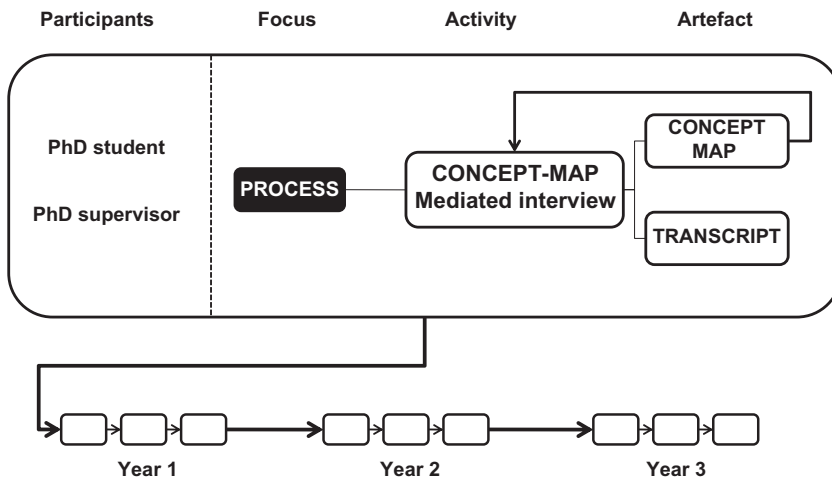 Participants Focus Activity Artefact
PhD student
PhD supervisor
PROCESS
CONCEPT-MAP
Mediated interview
CONCEPT
MAP
TRANSCRIPT
Year 1 Year 2 Year 3